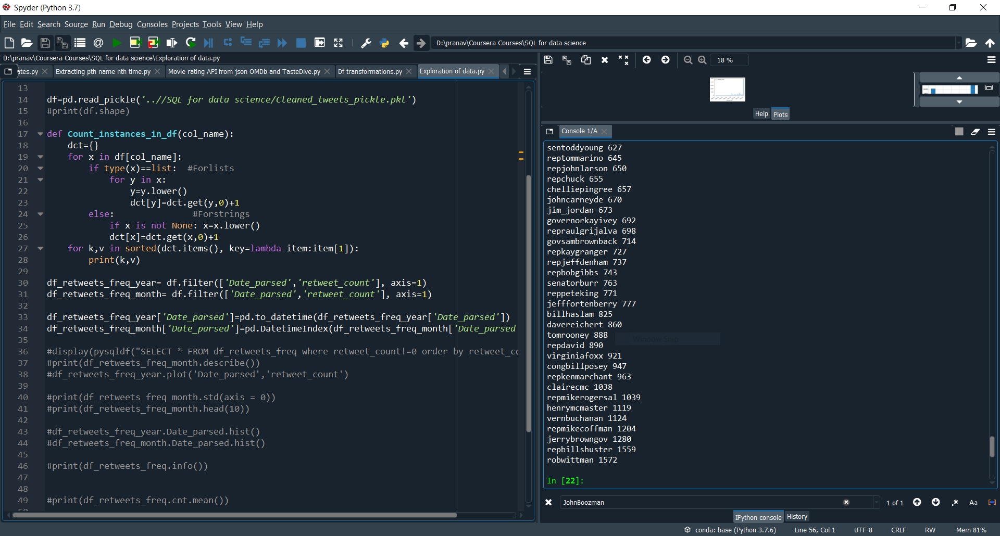 Spyder (Python 3.7)
File Edit Search Source Run Debug Consoles Projects Tools View Help
D:\pranav\Coursera Courses\SQL for data science
D:\pranav\Coursera Courses\SQL for data science\Exploration of data.py
ates.py Extracting pth name nth time.py Movie rating API from json OMDb and TasteDive.py Df transformations.py Exploration of data.py
13
14 df=pd.read_pickle('..//SQL for data science/Cleaned_tweets_pickle.pkl')
15 #print(df.shape)
16
17 def Count_instances_in_df(col_name):
18     dct={}
19     for x in df[col_name]:
20         if type(x)==list:  #Forlists
21             for y in x:
22                 y=y.lower()
23                 dct[y]=dct.get(y,0)+1
24         else:               #Forstrings
25             if x is not None: x=x.lower()
26             dct[x]=dct.get(x,0)+1
27     for k,v in sorted(dct.items(), key=lambda item:item[1]):
28         print(k,v)
29
30 df_retweets_freq_year= df.filter(['Date_parsed','retweet_count'], axis=1)
31 df_retweets_freq_month= df.filter(['Date_parsed','retweet_count'], axis=1)
32
33 df_retweets_freq_year['Date_parsed']=pd.to_datetime(df_retweets_freq_year['Date_parsed'])
34 df_retweets_freq_month['Date_parsed']=pd.DatetimeIndex(df_retweets_freq_month['Date_parsed
35
36 #display(pysqldf("SELECT * FROM df_retweets_freq where retweet_count!=0 order by retweet_co
37 #print(df_retweets_freq_month.describe())
38 #df_retweets_freq_year.plot('Date_parsed','retweet_count')
39
40 #print(df_retweets_freq_month.std(axis = 0))
41 #print(df_retweets_freq_month.head(10))
42
43 #df_retweets_freq_year.Date_parsed.hist()
44 #df_retweets_freq_month.Date_parsed.hist()
45
46 #print(df_retweets_freq.info())
47
48
49 #print(df_retweets_freq.cnt.mean())
18 %
Help Plots
Console 1/A
sentoddyoung 627
reptommarino 645
repjohnlarson 650
repchuck 655
chelliepingree 657
johncarneyde 670
jim_jordan 673
governorkayivey 692
repraulgrijalva 698
govsambrownback 714
repkaygranger 727
repjeffdenham 737
repbobgibbs 743
senatorburr 763
reppeteking 771
jefffortenberry 777
billhaslam 825
davereichert 860
tomrooney 888
Window Snip
repdavid 890
virginiafoxx 921
congbillposey 947
repkenmarchant 963
clairecmc 1038
repmikerogersal 1039
henrymcmaster 1119
vernbuchanan 1124
repmikecoffman 1204
jerrybrowngov 1280
repbillshuster 1559
robwittman 1572
In [22]:
JohnBoozman 1 of 1 .* Aa
IPython console History
conda: base (Python 3.7.6) Line 56, Col 1 UTF-8 CRLF RW Mem 81%